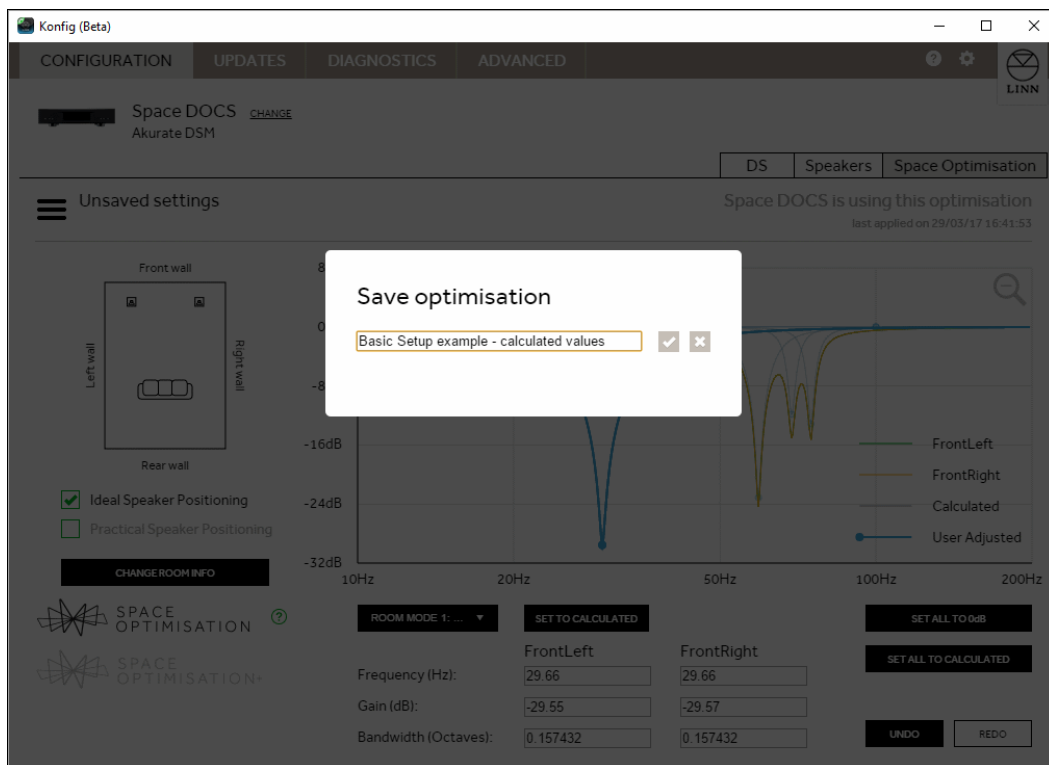 Konfig (Beta)
CONFIGURATION UPDATES DIAGNOSTICS ADVANCED
LINN
Space DOCS CHANGE
Akurate DSM
DS Speakers Space Optimisation
Unsaved settings
Space DOCS is using this optimisation
last applied on 29/03/17 16:41:53
Front wall
Left wall
Right wall
Rear wall
Save optimisation
Basic Setup example - calculated values
8
0
-8
-16dB
-24dB
-32dB
10Hz 20Hz 50Hz 100Hz 200Hz
FrontLeft
FrontRight
Calculated
User Adjusted
Ideal Speaker Positioning
Practical Speaker Positioning
CHANGE ROOM INFO
SPACE
OPTIMISATION ?
SPACE
OPTIMISATION+
ROOM MODE 1: ... SET TO CALCULATED SET ALL TO 0dB
SET ALL TO CALCULATED
FrontLeft FrontRight
Frequency (Hz): 29.66 29.66
Gain (dB): -29.55 -29.57
Bandwidth (Octaves): 0.157432 0.157432
UNDO REDO